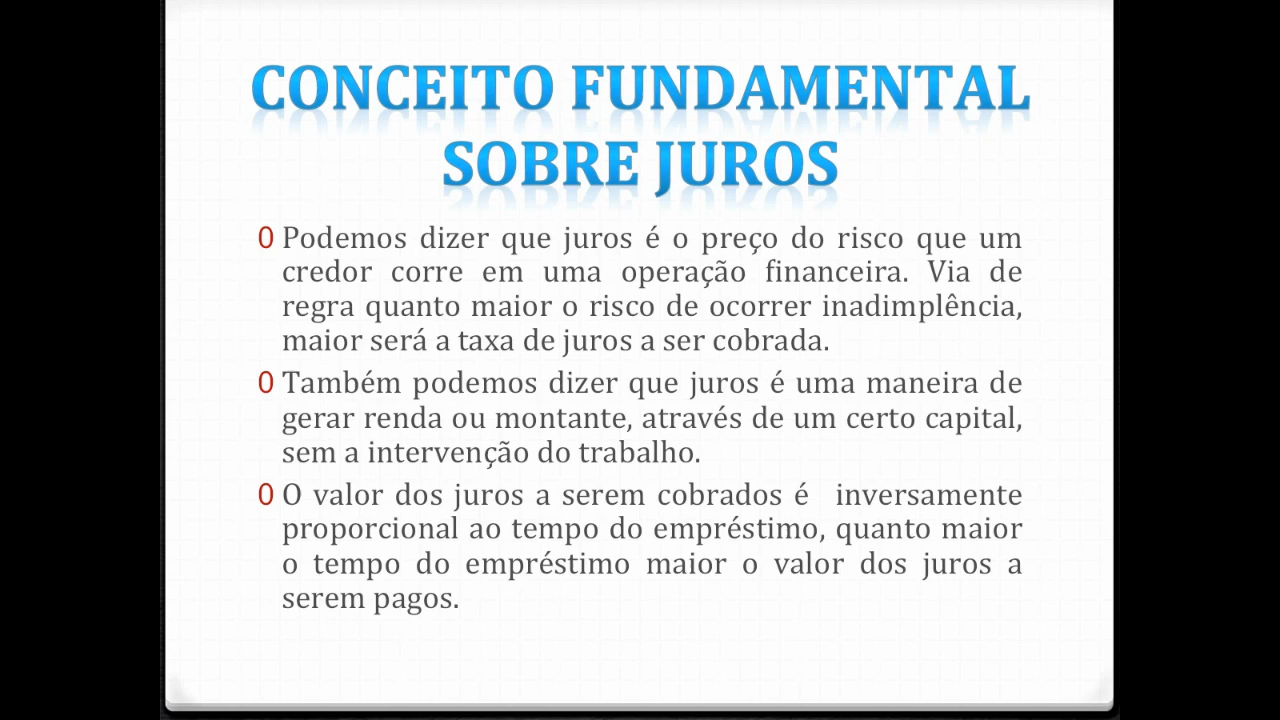 CONCEITO FUNDAMENTAL
SOBRE JUROS
0 Podemos dizer que juros é o preço do risco que um
credor corre em uma operação financeira. Via de
regra quanto maior o risco de ocorrer inadimplência,
maior será a taxa de juros a ser cobrada.
0 Também podemos dizer que juros é uma maneira de
gerar renda ou montante, através de um certo capital,
sem a intervenção do trabalho.
0 O valor dos juros a serem cobrados é inversamente
proporcional ao tempo do empréstimo, quanto maior
o tempo do empréstimo maior o valor dos juros a
serem pagos.